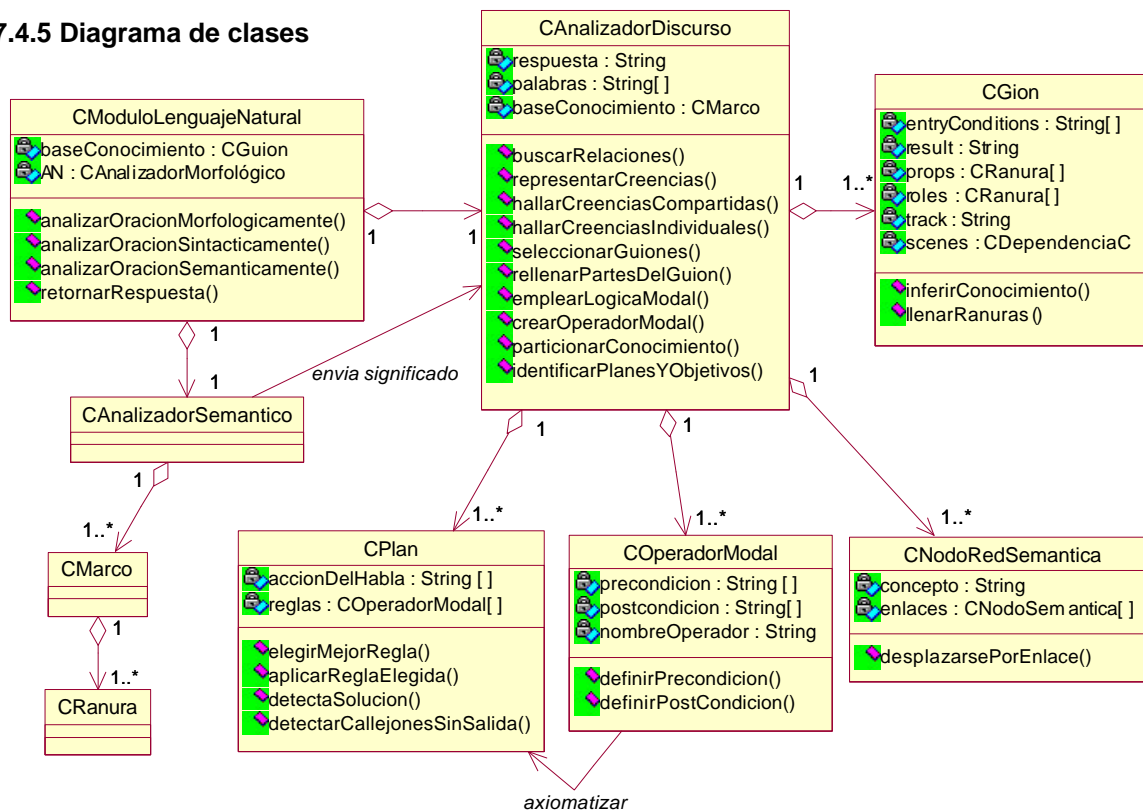 7.4.5 Diagrama de clases
CModuloLenguajeNatural
baseConocimiento : CGuion
AN : CAnalizadorMorfológico
analizarOracionMorfologicamente()
analizarOracionSintacticamente()
analizarOracionSemanticamente()
retornarRespuesta()
1
1
CAnalizadorDiscurso
respuesta : String
palabras : String[ ]
baseConocimiento : CMarco
buscarRelaciones()
representarCreencias()
hallarCreenciasCompartidas()
hallarCreenciasIndividuales()
seleccionarGuiones()
rellenarPartesDelGuion()
emplearLogicaModal()
crearOperadorModal()
particionarConocimiento()
identificarPlanesYObjetivos()
1
1..*
CGion
entryConditions : String[ ]
result : String
props : CRanura[ ]
roles : CRanura[ ]
track : String
scenes : CDependenciaC
inferirConocimiento()
llenarRanuras()
1
1
envia significado
CAnalizadorSemantico
1
1..*
CMarco
1
1..*
CRanura
1
1..*
CPlan
accionDelHabla : String [ ]
reglas : COperadorModal[ ]
elegirMejorRegla()
aplicarReglaElegida()
detectaSolucion()
detectarCallejonesSinSalida()
1
1..*
COperadorModal
precondicion : String [ ]
postcondicion : String[ ]
nombreOperador : String
definirPrecondicion()
definirPostCondicion()
1
1..*
CNodoRedSemantica
concepto : String
enlaces : CNodoSemantica[ ]
desplazarsePorEnlace()
axiomatizar